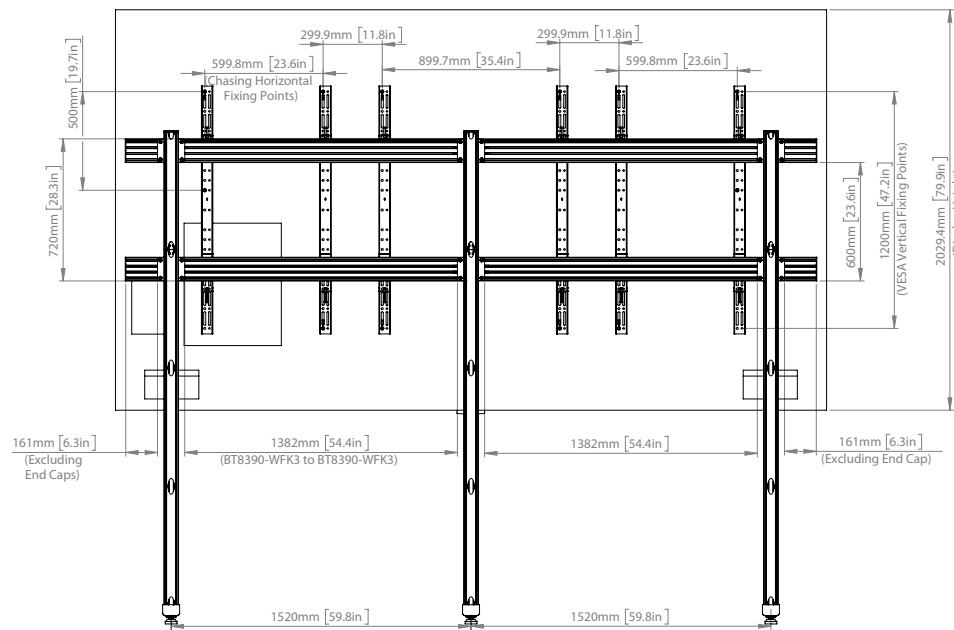 299.9mm [11.8in]
299.9mm [11.8in]
599.8mm [23.6in]
(Chasing Horizontal
Fixing Points)
899.7mm [35.4in]
599.8mm [23.6in]
500mm [19.7in]
720mm [28.3in]
600mm [23.6in]
1200mm [47.2in]
(VESA Vertical Fixing Points)
2029.4mm [79.9in]
161mm [6.3in]
(Excluding
End Caps)
1382mm [54.4in]
(BT8390-WFK3 to BT8390-WFK3)
1382mm [54.4in]
161mm [6.3in]
(Excluding End Cap)
1520mm [59.8in]
1520mm [59.8in]